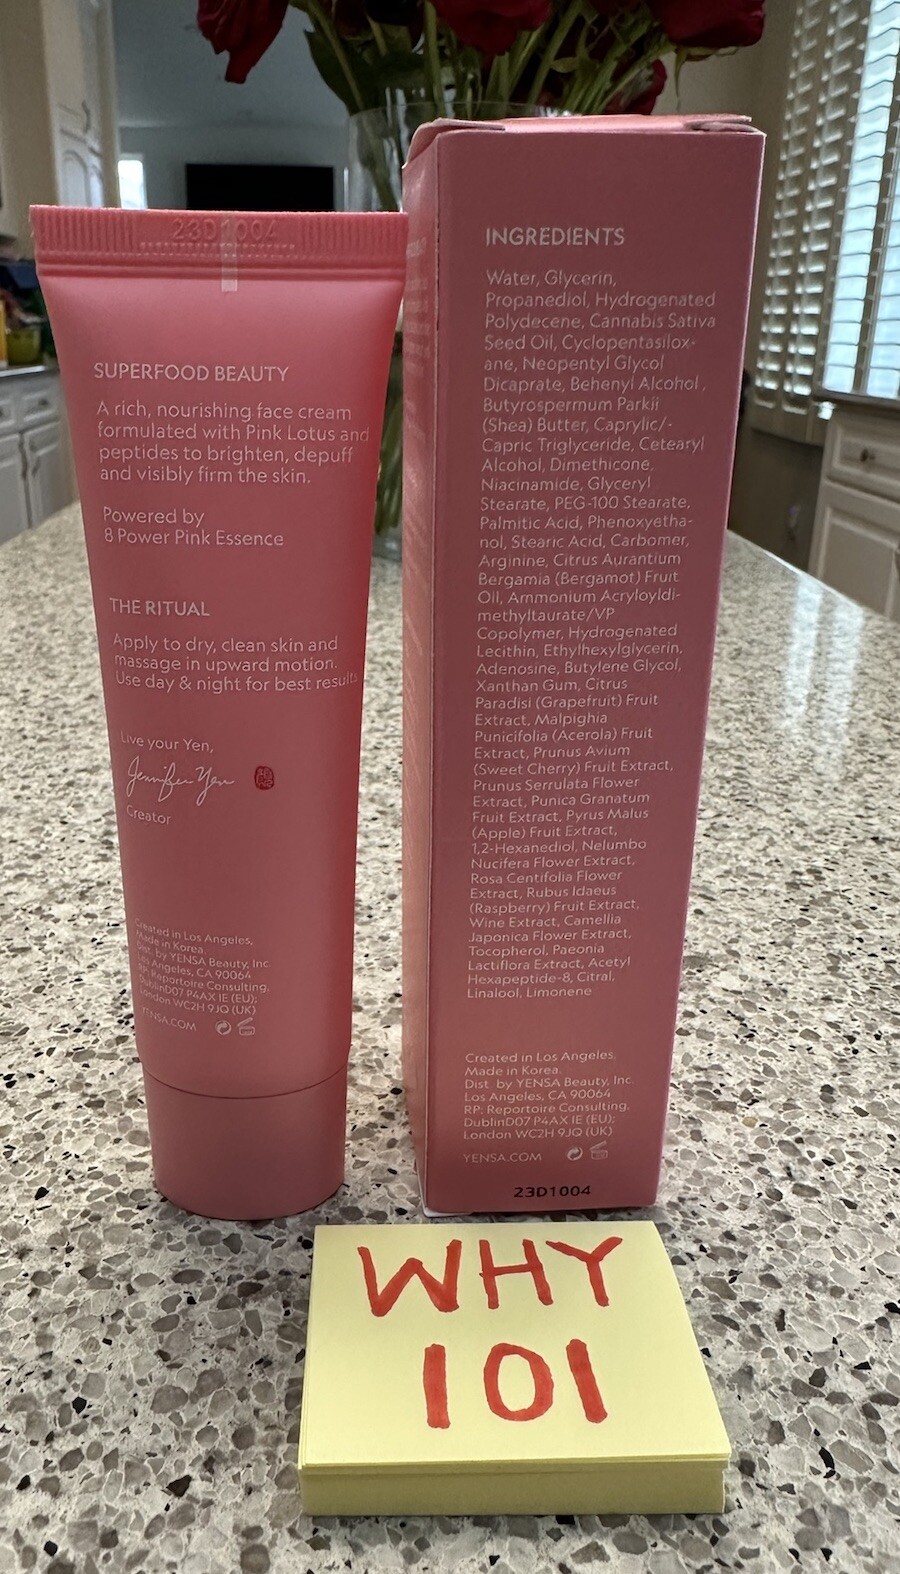 23D1004
SUPERFOOD BEAUTY
A rich, nourishing face cream
formulated with Pink Lotus and
peptides to brighten, depuff
and visibly firm the skin.
Powered by
8 Power Pink Essence
THE RITUAL
Apply to dry, clean skin and
massage in upward motion.
Use day & night for best results
Live your Yen,
Jennifer Yen
Creator
Created in Los Angeles,
Made in Korea
Dist. by YENSA Beauty, Inc.
Los Angeles, CA 90064
RP: Reportoire Consulting,
DublinD07 P4AX IE (EU);
London WC2H 9JQ (UK)
YENSA.COM
INGREDIENTS
Water, Glycerin,
Propanediol, Hydrogenated
Polydecene, Cannabis Sativa
Seed Oil, Cyclopentasilox-
ane, Neopentyl Glycol
Dicaprate, Behenyl Alcohol,
Butyrospermum Parkii
(Shea) Butter, Caprylic/-
Capric Triglyceride, Cetearyl
Alcohol, Dimethicone,
Niacinamide, Glyceryl
Stearate, PEG-100 Stearate,
Palmitic Acid, Phenoxyetha-
nol, Stearic Acid, Carbomer,
Arginine, Citrus Aurantium
Bergamia (Bergamot) Fruit
Oil, Ammonium Acryloyldi-
methyltaurate/VP
Copolymer, Hydrogenated
Lecithin, Ethylhexylglycerin,
Adenosine, Butylene Glycol,
Xanthan Gum, Citrus
Paradisi (Grapefruit) Fruit
Extract, Malpighia
Punicifolia (Acerola) Fruit
Extract, Prunus Avium
(Sweet Cherry) Fruit Extract,
Prunus Serrulata Flower
Extract, Punica Granatum
Fruit Extract, Pyrus Malus
(Apple) Fruit Extract,
1,2-Hexanediol, Nelumbo
Nucifera Flower Extract,
Rosa Centifolia Flower
Extract, Rubus Idaeus
(Raspberry) Fruit Extract,
Wine Extract, Camellia
Japonica Flower Extract,
Tocopherol, Paeonia
Lactiflora Extract, Acetyl
Hexapeptide-8, Citral,
Linalool, Limonene
Created in Los Angeles,
Made in Korea.
Dist by YENSA Beauty, Inc.
Los Angeles, CA 90064
RP: Reportoire Consulting.
DublinD07 P4AX IE (EU);
London WC2H 9JQ (UK)
YENSA.COM
23D1004
WHY
101